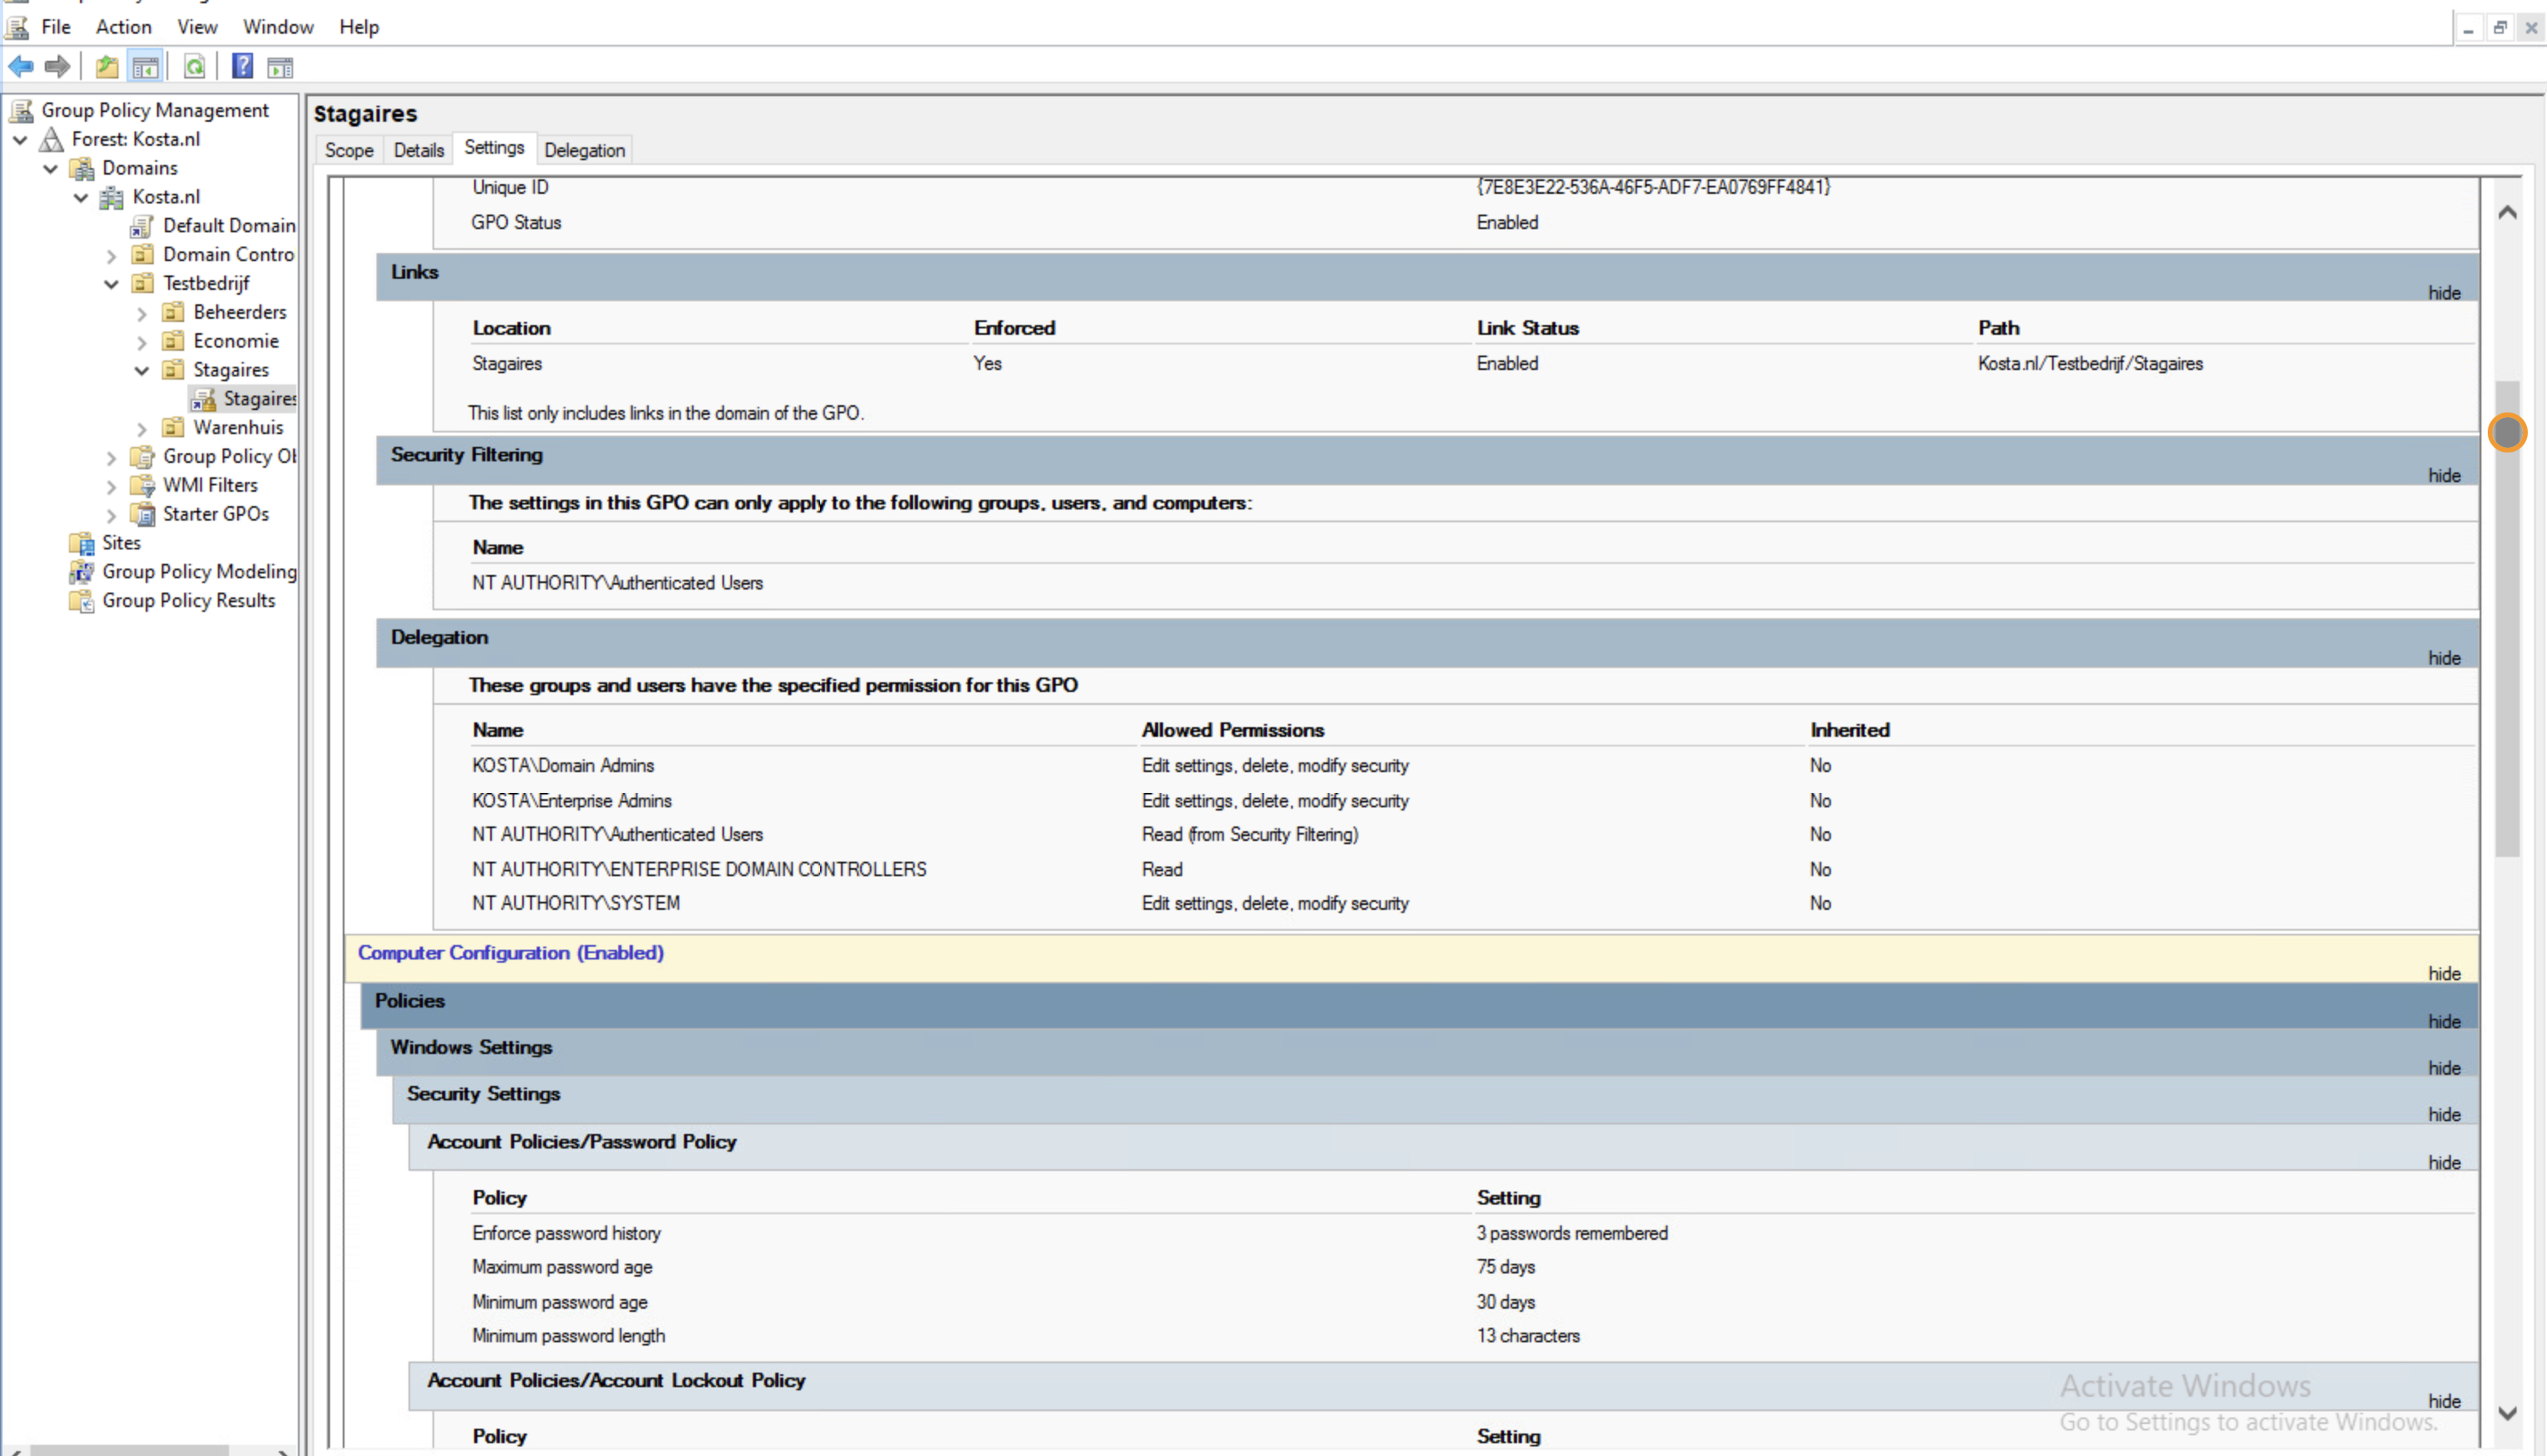 File Action View Window Help
Group Policy Management
Forest: Kosta.nl
Domains
Kosta.nl
Default Domain
Domain Contro
Testbedrijf
Beheerders
Economie
Stagaires
Stagaires
Warenhuis
Group Policy Ob
WMI Filters
Starter GPOs
Sites
Group Policy Modeling
Group Policy Results
Stagaires
Scope Details Settings Delegation
Unique ID {7E8E3E22-536A-46F5-ADF7-EA0769FF4841}
GPO Status Enabled
Links
hide
Location Enforced Link Status Path
Stagaires Yes Enabled Kosta.nl/Testbedrijf/Stagaires
This list only includes links in the domain of the GPO.
Security Filtering
hide
The settings in this GPO can only apply to the following groups, users, and computers:
Name
NT AUTHORITY\Authenticated Users
Delegation
hide
These groups and users have the specified permission for this GPO
Name Allowed Permissions Inherited
KOSTA\Domain Admins Edit settings, delete, modify security No
KOSTA\Enterprise Admins Edit settings, delete, modify security No
NT AUTHORITY\Authenticated Users Read (from Security Filtering) No
NT AUTHORITY\ENTERPRISE DOMAIN CONTROLLERS Read No
NT AUTHORITY\SYSTEM Edit settings, delete, modify security No
Computer Configuration (Enabled)
hide
Policies
hide
Windows Settings
hide
Security Settings
hide
Account Policies/Password Policy
hide
Policy Setting
Enforce password history 3 passwords remembered
Maximum password age 75 days
Minimum password age 30 days
Minimum password length 13 characters
Account Policies/Account Lockout Policy
hide
Policy Setting
Activate Windows
Go to Settings to activate Windows.